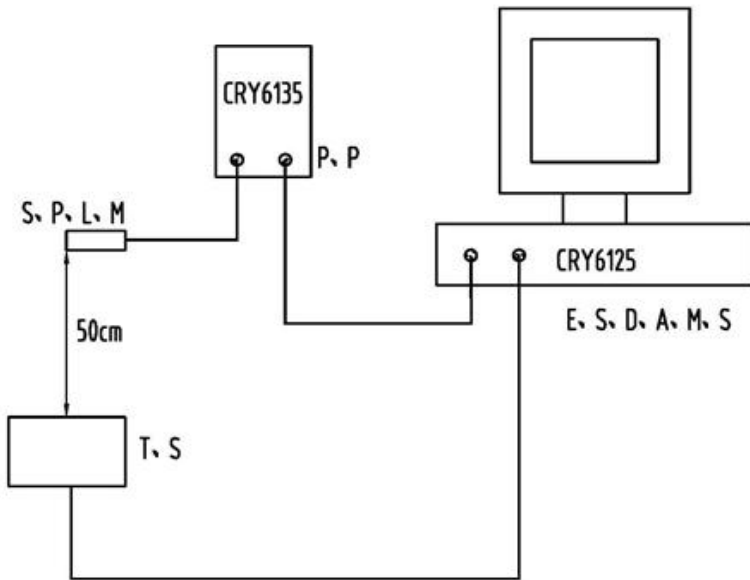 CRY6135
P、P
S、P、L、M
CRY6125
50cm
E、S、D、A、M、S
T、S